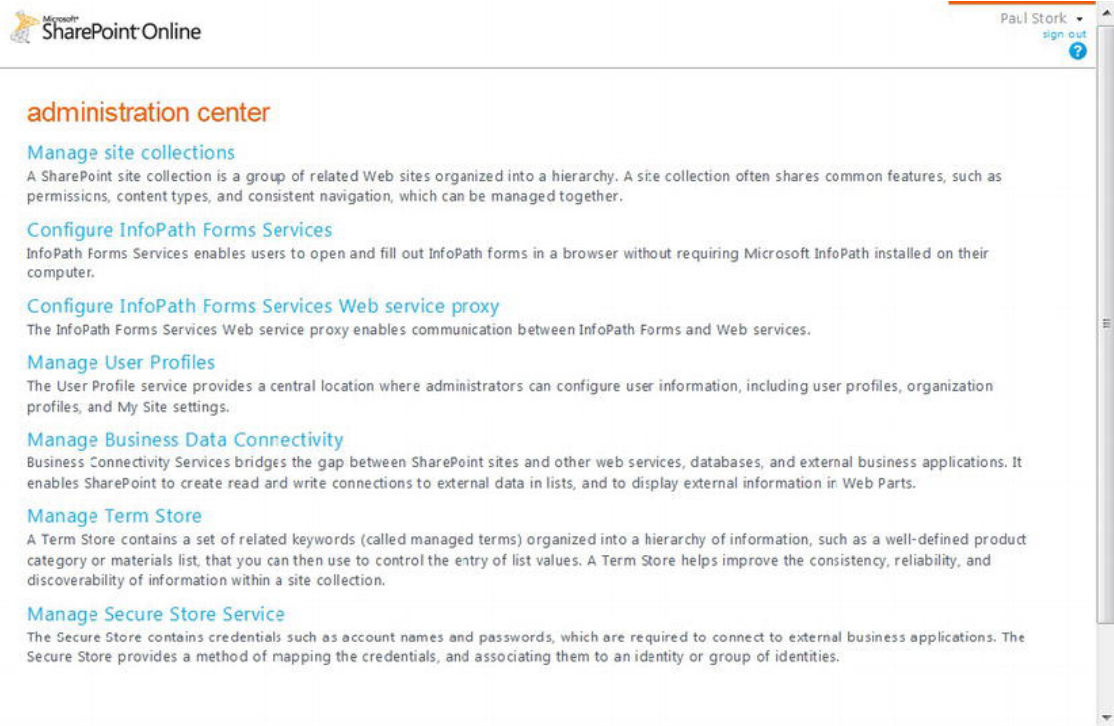 Microsoft
SharePoint Online
Paul Stork
sign out
?
administration center
Manage site collections
A SharePoint site collection is a group of related Web sites organized into a hierarchy. A site collection often shares common features, such as
permissions, content types, and consistent navigation, which can be managed together.
Configure InfoPath Forms Services
InfoPath Forms Services enables users to open and fill out InfoPath forms in a browser without requiring Microsoft InfoPath installed on their
computer.
Configure InfoPath Forms Services Web service proxy
The InfoPath Forms Services Web service proxy enables communication between InfoPath Forms and Web services.
Manage User Profiles
The User Profile service provides a central location where administrators can configure user information, including user profiles, organization
profiles, and My Site settings.
Manage Business Data Connectivity
Business Connectivity Services bridges the gap between SharePoint sites and other web services, databases, and external business applications. It
enables SharePoint to create read and write connections to external data in lists, and to display external information in Web Parts.
Manage Term Store
A Term Store contains a set of related keywords (called managed terms) organized into a hierarchy of information, such as a well-defined product
category or materials list, that you can then use to control the entry of list values. A Term Store helps improve the consistency, reliability, and
discoverability of information within a site collection.
Manage Secure Store Service
The Secure Store contains credentials such as account names and passwords, which are required to connect to external business applications. The
Secure Store provides a method of mapping the credentials, and associating them to an identity or group of identities.